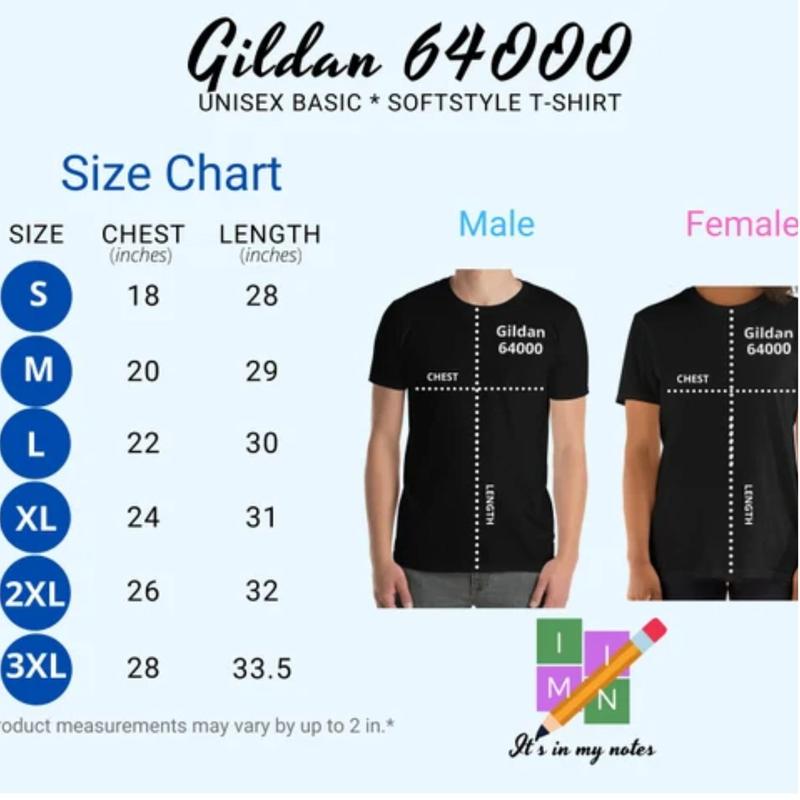 Gildan 64000
UNISEX BASIC * SOFTSTYLE T-SHIRT
Size Chart
SIZE CHEST LENGTH
(inches) (inches)
S 18 28
M 20 29
L 22 30
XL 24 31
2XL 26 32
3XL 28 33.5
roduct measurements may vary by up to 2 in.*
Male
Gildan
64000
CHEST
LENGTH
Female
Gildan
64000
CHEST
LENGTH
I I
M N
It's in my notes